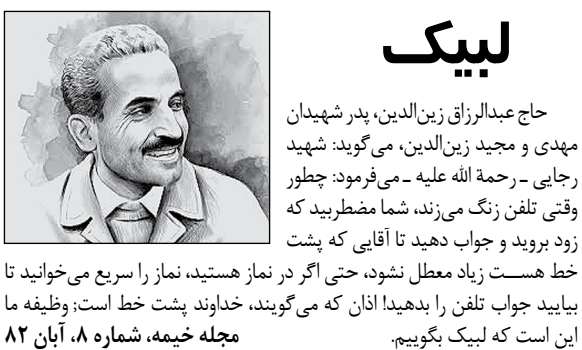 لبیک
حاج عبدالرزاق زین‌الدین، پدر شهیدان
مهدی و مجید زین‌الدین، می‌گوید: شهید
رجایی ـ رحمة الله علیه ـ می‌فرمود: چطور
وقتی تلفن زنگ می‌زند، شما مضطربید که
زود بروید و جواب دهید تا آقایی که پشت
خط هست زیاد معطل نشود، حتی اگر در نماز هستید، نماز را سریع می‌خوانید تا
بیایید جواب تلفن را بدهید! اذان که می‌گویند، خداوند پشت خط است; وظیفه ما
این است که لبیک بگوییم. مجله خیمه، شماره ۸، آبان ۸۲